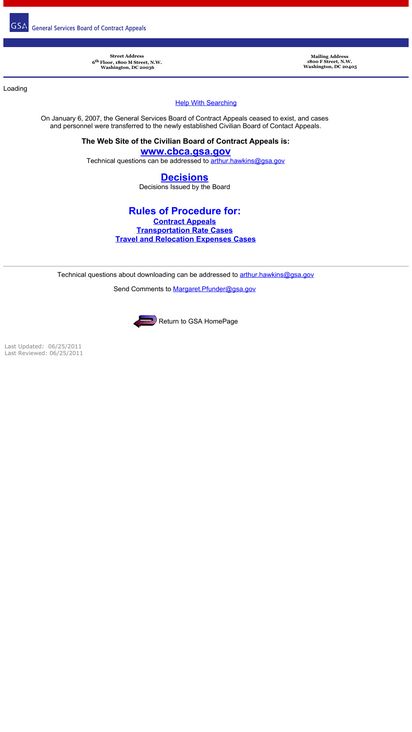 GSA General Services Board of Contract Appeals
Street Address
6th Floor, 1800 M Street, N.W.
Washington, DC 20036
Mailing Address
1800 F Street, N.W.
Washington, DC 20405
Loading
Help With Searching
On January 6, 2007, the General Services Board of Contract Appeals ceased to exist, and cases
and personnel were transferred to the newly established Civilian Board of Contact Appeals.
The Web Site of the Civilian Board of Contract Appeals is:
www.cbca.gsa.gov
Technical questions can be addressed to arthur.hawkins@gsa.gov
Decisions
Decisions Issued by the Board
Rules of Procedure for:
Contract Appeals
Transportation Rate Cases
Travel and Relocation Expenses Cases
Technical questions about downloading can be addressed to arthur.hawkins@gsa.gov
Send Comments to Margaret.Pfunder@gsa.gov
Return to GSA HomePage
Last Updated: 06/25/2011
Last Reviewed: 06/25/2011